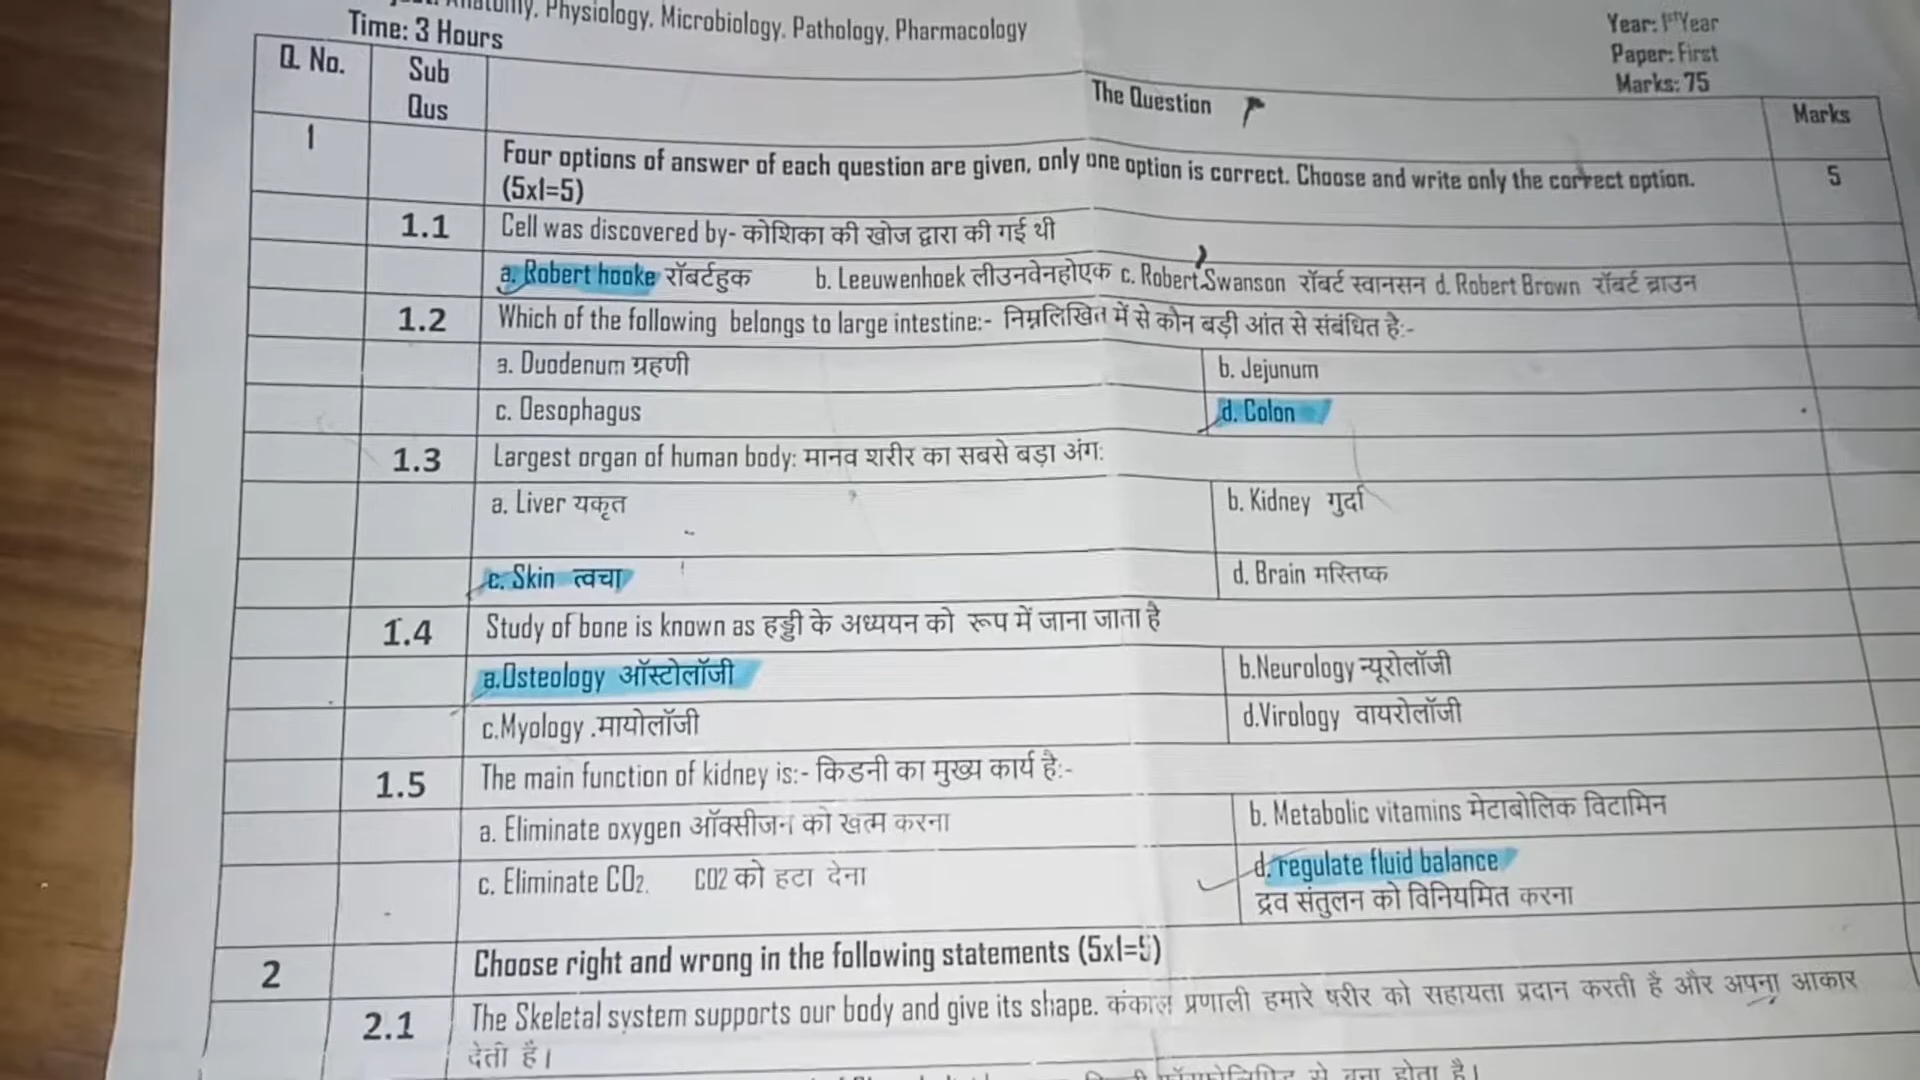 Physiology, Microbiology, Pathology, Pharmacology
Time: 3 Hours
Year: 1st Year
Paper: First
Marks: 75
Q. No.
Sub Qus
The Question
Marks
1
Four options of answer of each question are given, only one option is correct. Choose and write only the correct option.
(5x1=5)
5
1.1
Cell was discovered by- कोशिका की खोज द्वारा की गई थी
a. Robert hooke रॉबर्टहुक b. Leeuwenhoek लीउनवेनहोएक c. Robert Swanson रॉबर्ट स्वानसन d. Robert Brown रॉबर्ट ब्राउन
1.2
Which of the following belongs to large intestine:- निम्नलिखित में से कौन बड़ी आंत से संबंधित है:-
a. Duodenum ग्रहणी
b. Jejunum
c. Oesophagus
d. Colon
1.3
Largest organ of human body: मानव शरीर का सबसे बड़ा अंग:
a. Liver यकृत
b. Kidney गुर्दा
c. Skin त्वचा
d. Brain मस्तिष्क
1.4
Study of bone is known as हड्डी के अध्ययन को रूप में जाना जाता है
a.Osteology ऑस्टोलॉजी
b.Neurology न्यूरोलॉजी
c.Myology .मायोलॉजी
d.Virology वायरोलॉजी
1.5
The main function of kidney is:- किडनी का मुख्य कार्य है:-
a. Eliminate oxygen ऑक्सीजन को खत्म करना
b. Metabolic vitamins मेटाबोलिक विटामिन
c. Eliminate CO2. CO2 को हटा देना
d. regulate fluid balance
द्रव संतुलन को विनियमित करना
2
Choose right and wrong in the following statements (5x1=5)
2.1
The Skeletal system supports our body and give its shape. कंकाल प्रणाली हमारे षरीर को सहायता प्रदान करती है और अपना आकार
देती है।
से बना होता है।